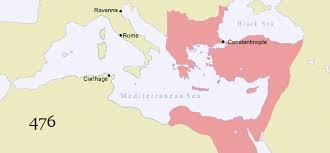 Ravenna
Black Sea
Rome
Constantinople
Carthage
Mediterranean Sea
476